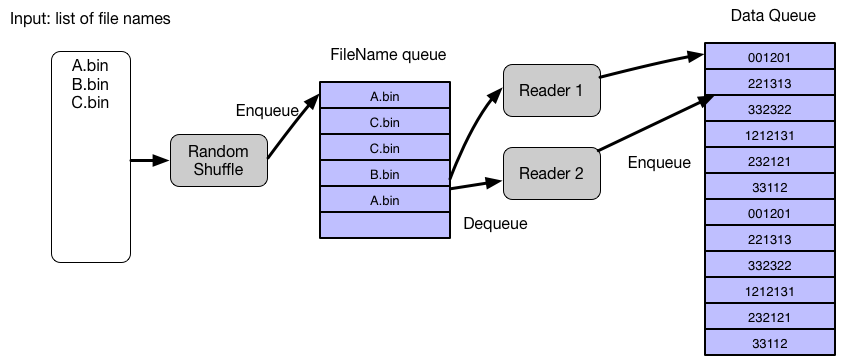 Input: list of file names
A.bin
B.bin
C.bin
Random
Shuffle
Enqueue
FileName queue
A.bin
C.bin
C.bin
B.bin
A.bin
Dequeue
Reader 1
Reader 2
Enqueue
Data Queue
001201
221313
332322
1212131
232121
33112
001201
221313
332322
1212131
232121
33112